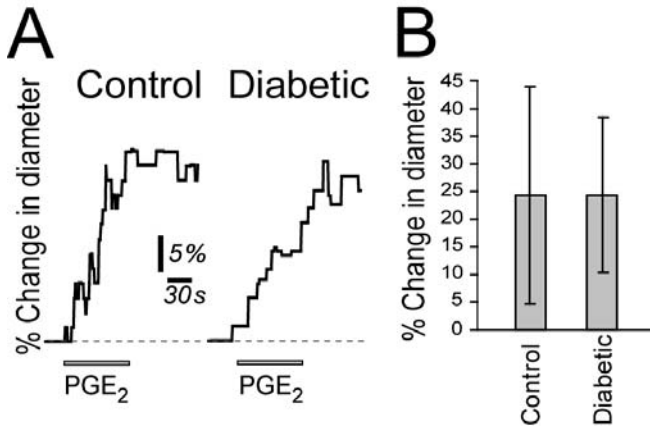 A
Control Diabetic
% Change in diameter
5%
30s
PGE2
PGE2
B
% Change in diameter
45
40
35
30
25
20
15
10
5
0
Control
Diabetic